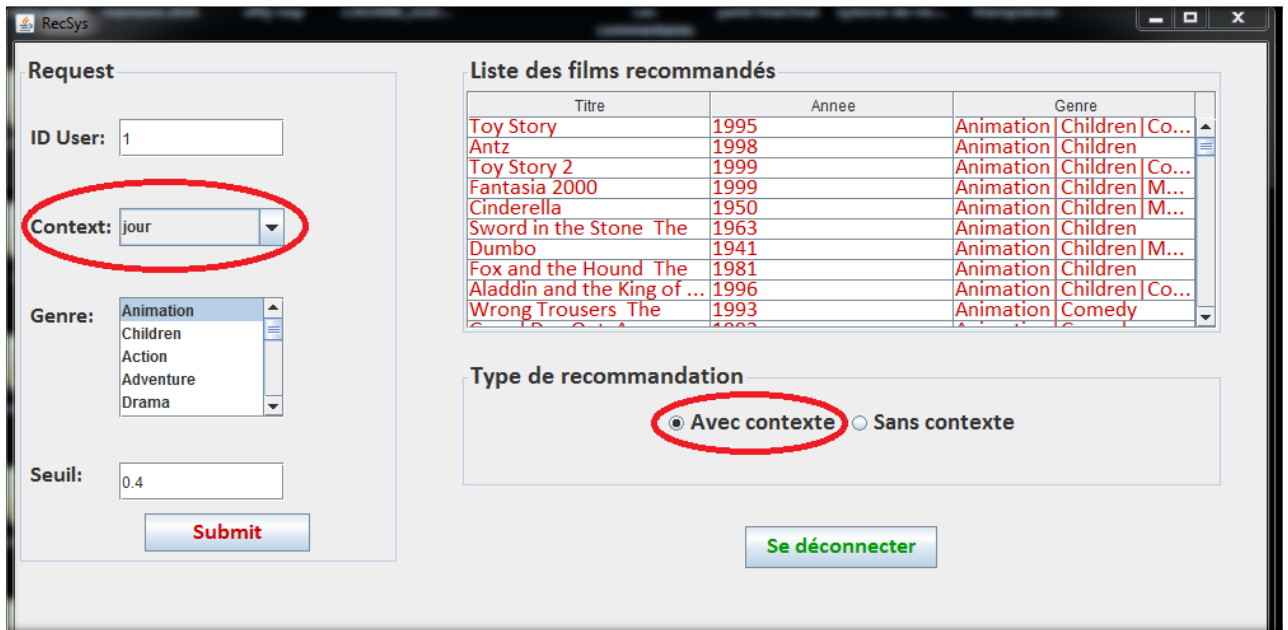 RecSys
Request
ID User: 1
Context: jour
Genre: Animation
Children
Action
Adventure
Drama
Seuil: 0.4
Submit
Liste des films recommandés
Titre Annee Genre
Toy Story 1995 Animation|Children|Co...
Antz 1998 Animation|Children
Toy Story 2 1999 Animation|Children|Co...
Fantasia 2000 1999 Animation|Children|M...
Cinderella 1950 Animation|Children|M...
Sword in the Stone The 1963 Animation|Children
Dumbo 1941 Animation|Children|M...
Fox and the Hound The 1981 Animation|Children
Aladdin and the King of ... 1996 Animation|Children|Co...
Wrong Trousers The 1993 Animation|Comedy
Type de recommandation
Avec contexte Sans contexte
Se déconnecter